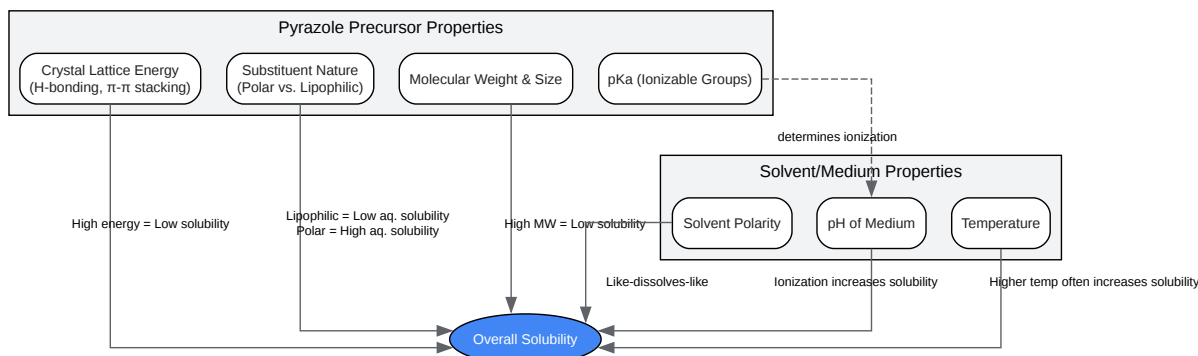 Pyrazole Precursor Properties
Crystal Lattice Energy
(H-bonding, π-π stacking)
Substituent Nature
(Polar vs. Lipophilic)
Molecular Weight & Size
pKa (Ionizable Groups)
determines ionization
Solvent/Medium Properties
Solvent Polarity
pH of Medium
Temperature
High energy = Low solubility
Lipophilic = Low aq. solubility
Polar = High aq. solubility
High MW = Low solubility
Like-dissolves-like
Ionization increases solubility
Higher temp often increases solubility
Overall Solubility